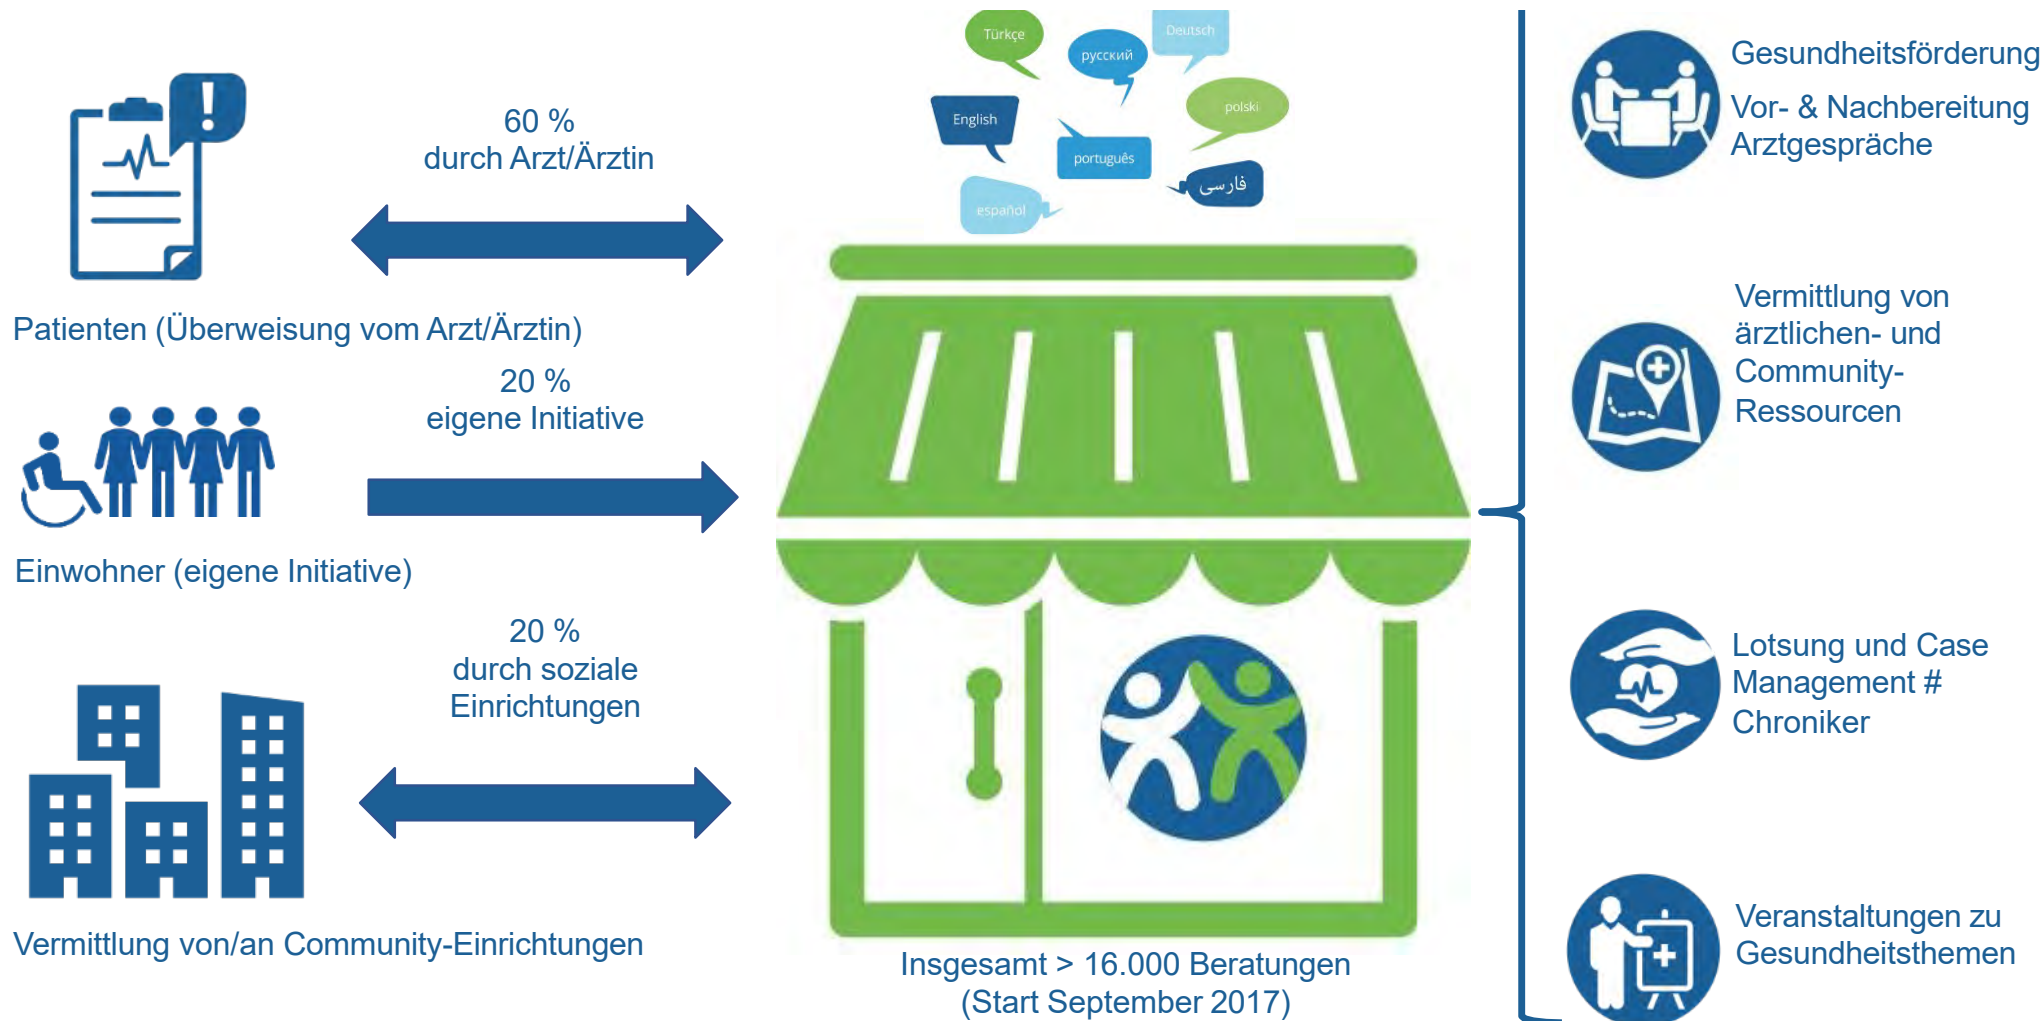 60 %
durch Arzt/Ärztin
Patienten (Überweisung vom Arzt/Ärztin)
20 %
eigene Initiative
Einwohner (eigene Initiative)
20 %
durch soziale
Einrichtungen
Vermittlung von/an Community-Einrichtungen
Türkçe
русский
Deutsch
English
polski
português
فارسی
español
Insgesamt > 16.000 Beratungen
(Start September 2017)
Gesundheitsförderung
Vor- & Nachbereitung
Arztgespräche
Vermittlung von
ärztlichen- und
Community-
Ressourcen
Lotsung und Case
Management #
Chroniker
Veranstaltungen zu
Gesundheitsthemen